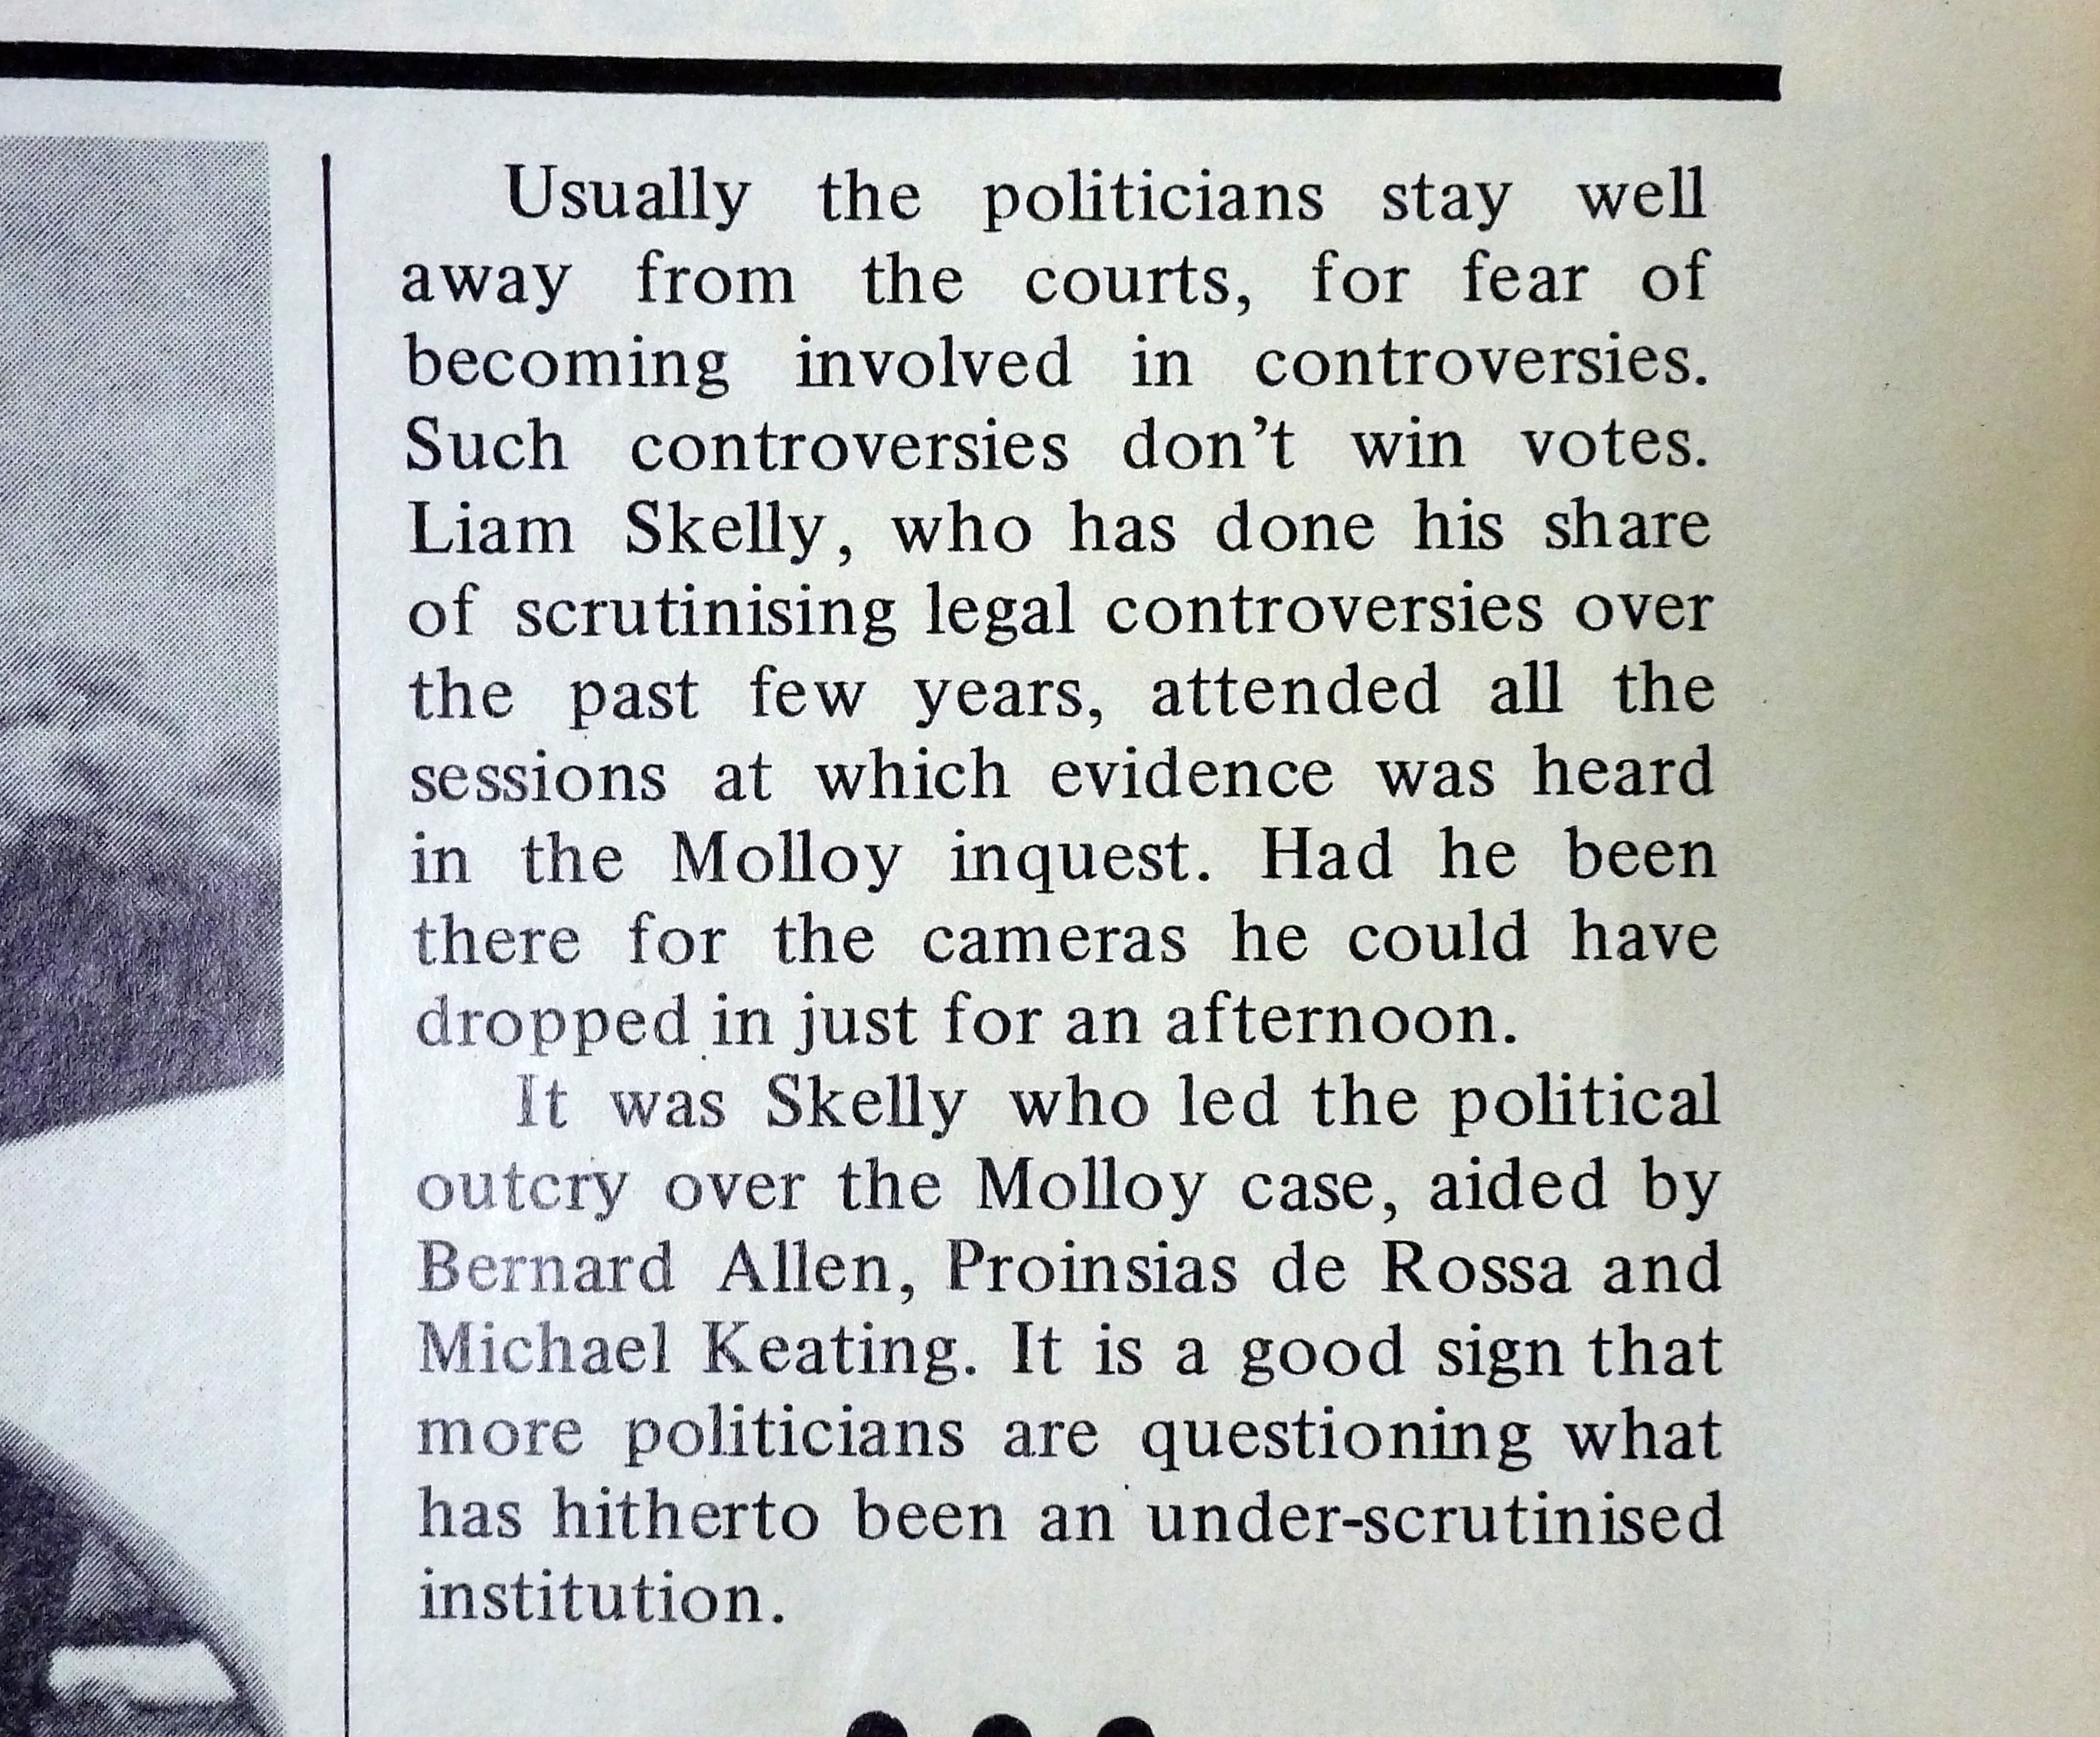 Usually the politicians stay well
away from the courts, for fear of
becoming involved in controversies.
Such controversies don't win votes.
Liam Skelly, who has done his share
of scrutinising legal controversies over
the past few years, attended all the
sessions at which evidence was heard
in the Molloy inquest. Had he been
there for the cameras he could have
dropped in just for an afternoon.
It was Skelly who led the political
outcry over the Molloy case, aided by
Bernard Allen, Proinsias de Rossa and
Michael Keating. It is a good sign that
more politicians are questioning what
has hitherto been an under-scrutinised
institution.